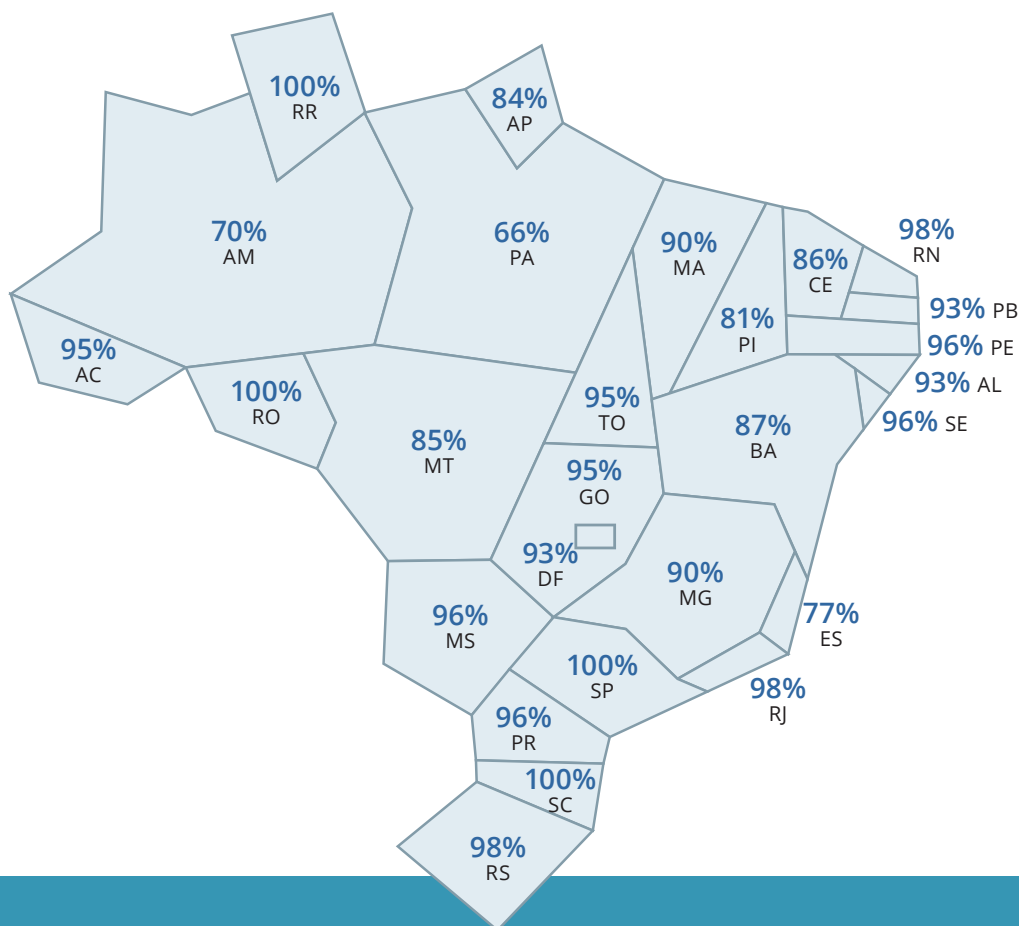 100%
RR
84%
AP
70%
AM
66%
PA
90%
MA
86%
CE
98%
RN
93% PB
81%
PI
96% PE
95%
AC
93% AL
100%
RO
95%
TO
96% SE
85%
MT
87%
BA
95%
GO
93%
DF
90%
MG
96%
MS
77%
ES
100%
SP
98%
RJ
96%
PR
100%
SC
98%
RS